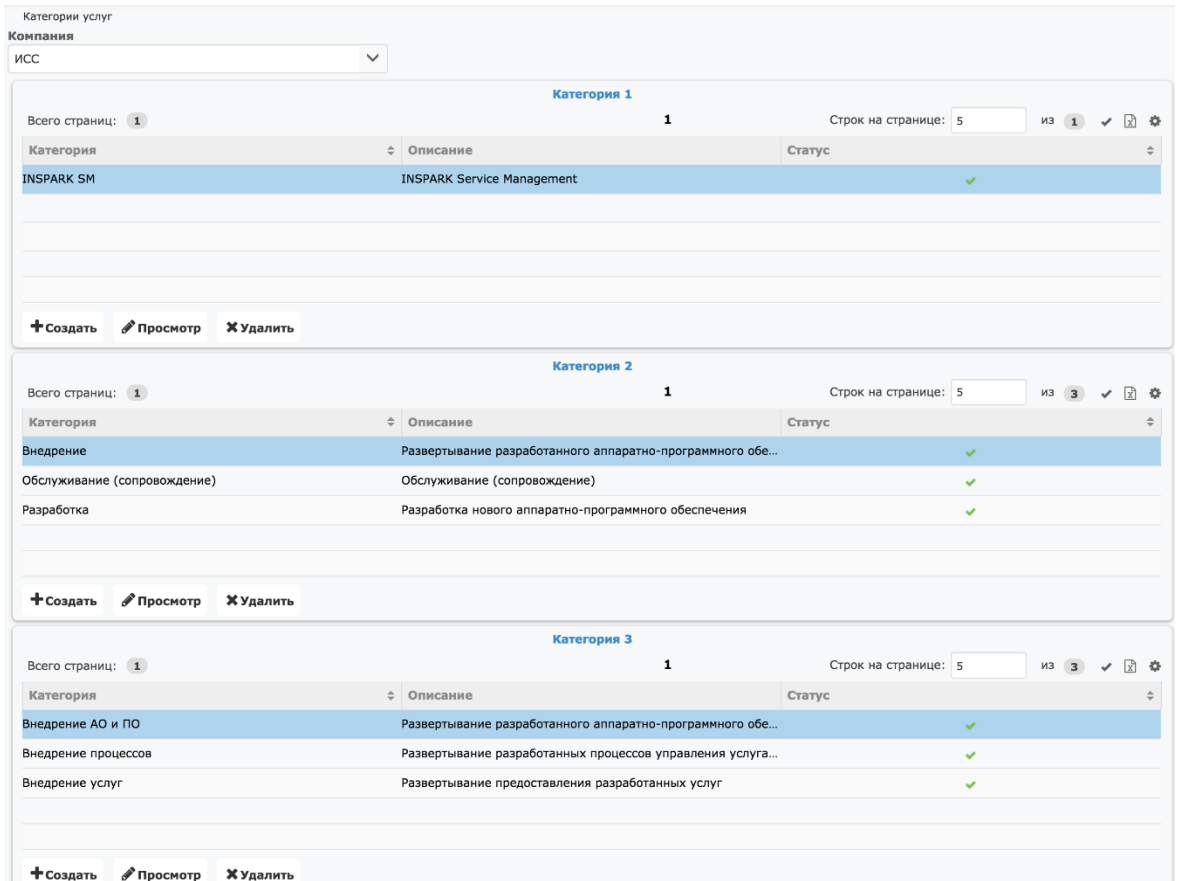 Категории услуг
Компания
ИСС
Категория 1
Всего страниц: 1 1 Строк на странице: 5 из 1
Категория Описание Статус
INSPARK SM INSPARK Service Management
Создать Просмотр Удалить
Категория 2
Всего страниц: 1 1 Строк на странице: 5 из 3
Категория Описание Статус
Внедрение Развертывание разработанного аппаратно-программного обе...
Обслуживание (сопровождение) Обслуживание (сопровождение)
Разработка Разработка нового аппаратно-программного обеспечения
Создать Просмотр Удалить
Категория 3
Всего страниц: 1 1 Строк на странице: 5 из 3
Категория Описание Статус
Внедрение АО и ПО Развертывание разработанного аппаратно-программного обе...
Внедрение процессов Развертывание разработанных процессов управления услуга...
Внедрение услуг Развертывание предоставления разработанных услуг
Создать Просмотр Удалить